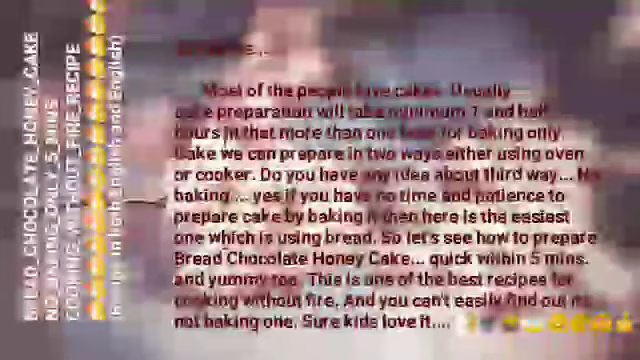 BREAD_CHOCOLATE_HONEY_CAKE
NO_BAKING_ONLY_5_MINS
COOKING_WITHOUT_FIRE_RECIPE
in both English and English)
Most of the people love cakes. Usually
cake preparation will take minimum 1 and half
hours in that more than one hour for baking only.
Cake we can prepare in two ways either using oven
or cooker. Do you have any idea about third way... No
baking.... yes if you have no time and patience to
prepare cake by baking it then here is the easiest
one which is using bread. So let's see how to prepare
Bread Chocolate Honey Cake... quick within 5 mins.
and yummy too. This is one of the best recipes for
cooking without fire. And you can't easily find out its
not baking one. Sure kids love it....